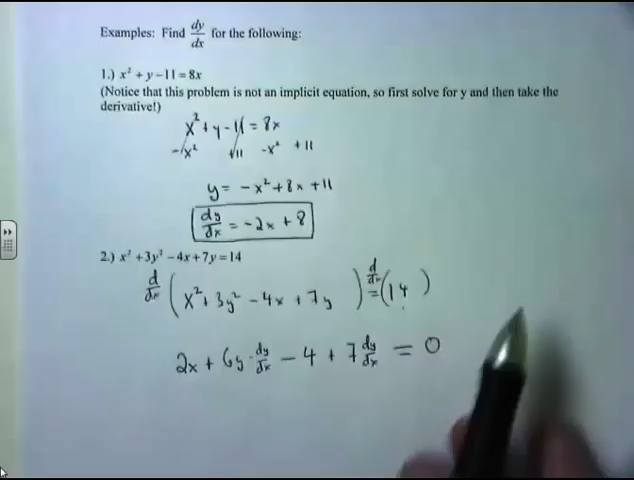 Examples: Find dy/dx for the following:
1.) x² + y − 11 = 8x
(Notice that this problem is not an implicit equation, so first solve for y and then take the
derivative!)
x² + y − 11 = 8x
−x² +11 −x² +11
y = −x² + 8x + 11
dy/dx = −2x + 8
2.) x² + 3y² − 4x + 7y = 14
d/dx ( x² + 3y² − 4x + 7y ) = d/dx (14)
2x + 6y · dy/dx − 4 + 7 dy/dx = 0